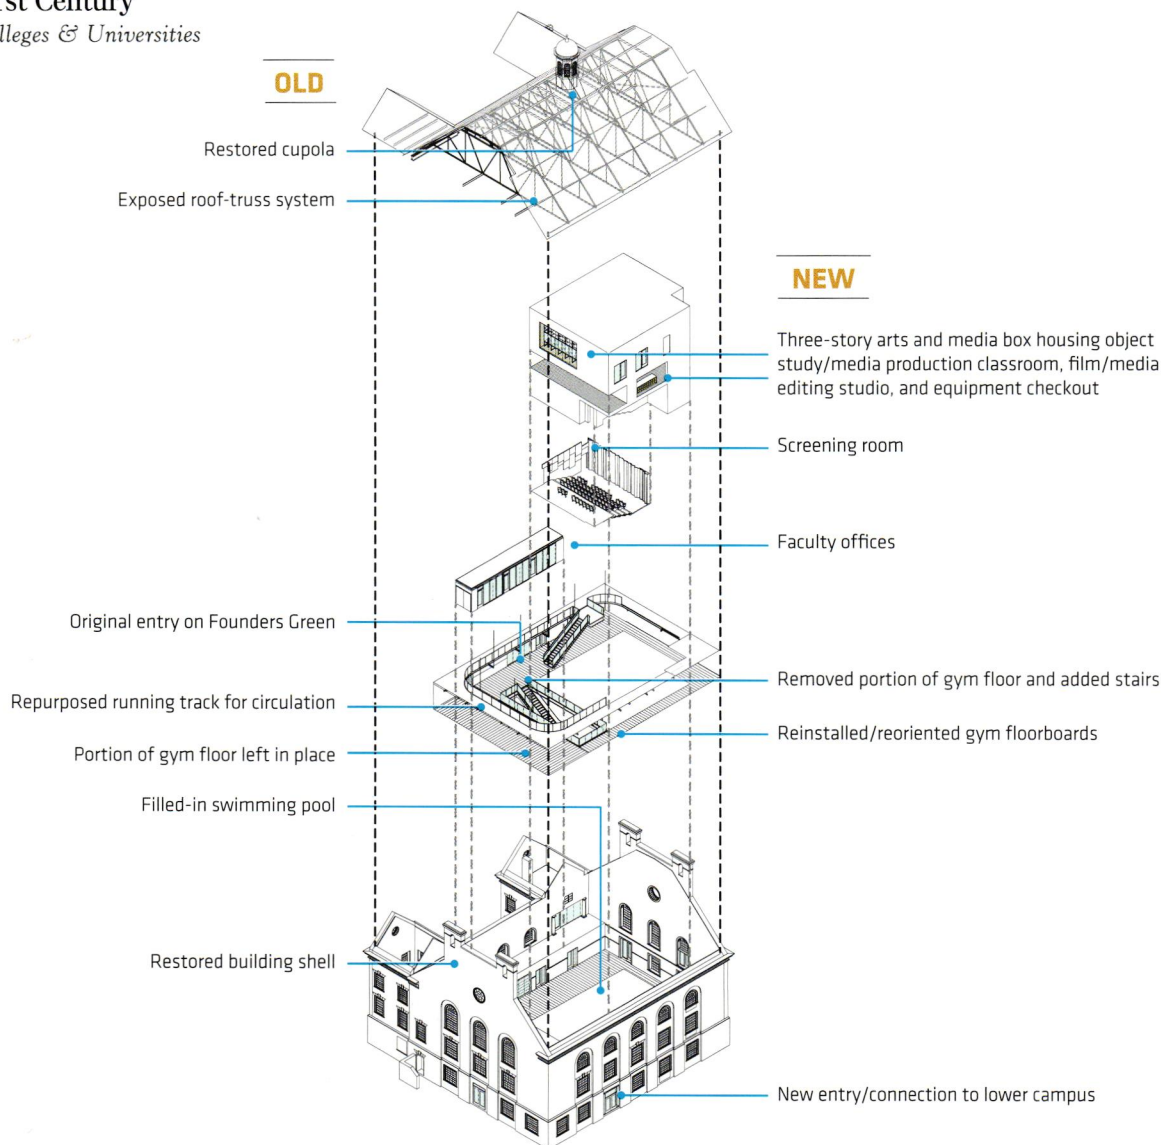 lleges & Universities
OLD
Restored cupola
Exposed roof-truss system
NEW
Three-story arts and media box housing object
study/media production classroom, film/media
editing studio, and equipment checkout
Screening room
Faculty offices
Original entry on Founders Green
Removed portion of gym floor and added stairs
Repurposed running track for circulation
Reinstalled/reoriented gym floorboards
Portion of gym floor left in place
Filled-in swimming pool
Restored building shell
New entry/connection to lower campus